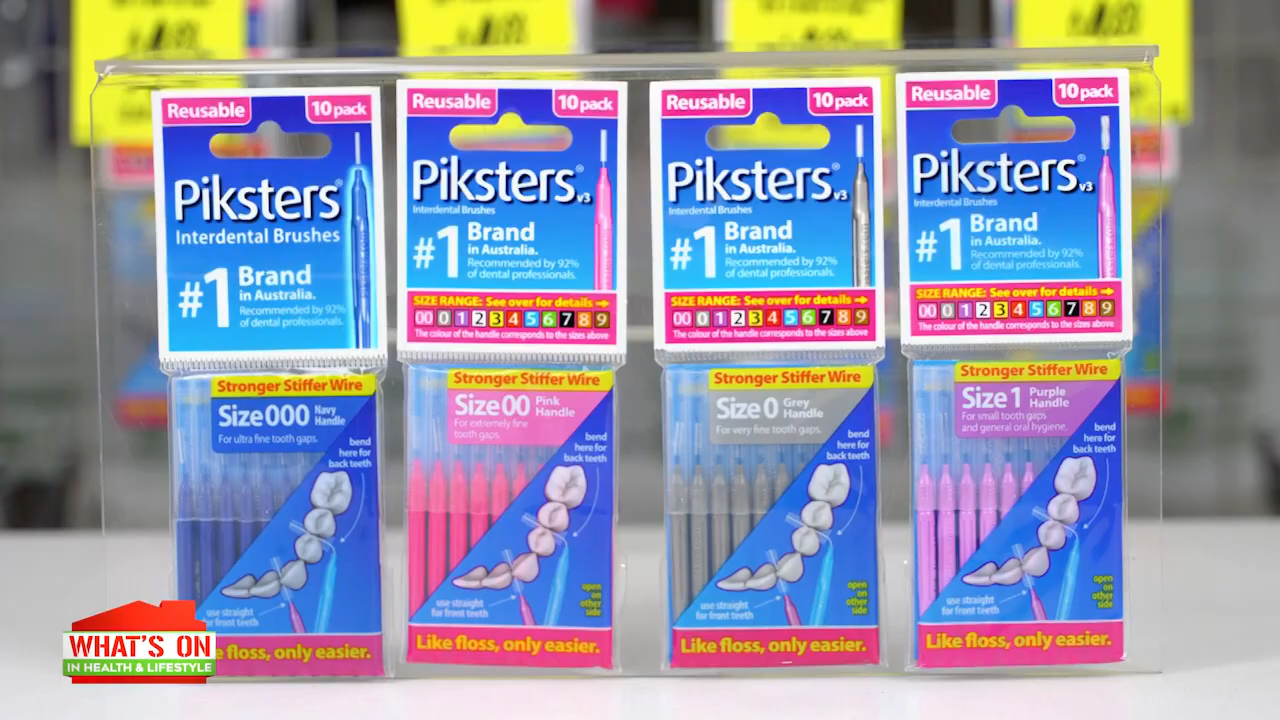 Reusable 10 pack
Piksters®
Interdental Brushes
#1 Brand
in Australia.
Recommended by 92%
of dental professionals.
Stronger Stiffer Wire
Size 000 Navy Handle
For ultra fine tooth gaps.
bend
here for
back teeth
use straight
for front teeth
floss, only easier.
Reusable 10 pack
Piksters® v3
Interdental Brushes
#1 Brand
in Australia.
Recommended by 92%
of dental professionals.
SIZE RANGE: See over for details →
00 0 1 2 3 4 5 6 7 8 9
The colour of the handle corresponds to the sizes above
Stronger Stiffer Wire
Size 00 Pink Handle
For extremely fine
tooth gaps.
bend
here for
back teeth
use straight
for front teeth
open
on
other
side
Like floss, only easier.
Reusable 10 pack
Piksters® v3
Interdental Brushes
#1 Brand
in Australia.
Recommended by 92%
of dental professionals.
SIZE RANGE: See over for details →
00 0 1 2 3 4 5 6 7 8 9
The colour of the handle corresponds to the sizes above
Stronger Stiffer Wire
Size 0 Grey Handle
For very fine tooth gaps.
bend
here for
back teeth
use straight
for front teeth
open
on
other
side
Like floss, only easier.
Reusable 10 pack
Piksters® v3
Interdental Brushes
#1 Brand
in Australia.
Recommended by 92%
of dental professionals.
SIZE RANGE: See over for details →
00 0 1 2 3 4 5 6 7 8 9
The colour of the handle corresponds to the sizes above
Stronger Stiffer Wire
Size 1 Purple Handle
For small tooth gaps
and general oral hygiene.
bend
here for
back teeth
use straight
for front teeth
open
on
other
side
Like floss, only easier.
WHAT'S ON
IN HEALTH & LIFESTYLE